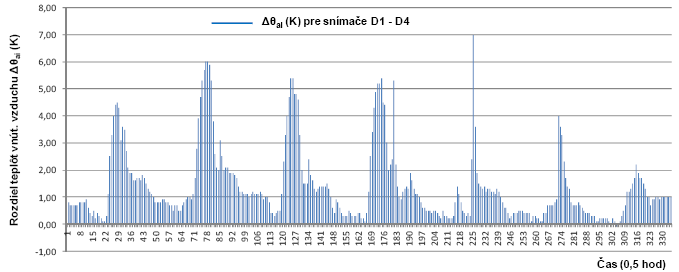 Δθai (K) pre snímače D1 - D4
Rozdiel teplôt vnút. vzduchu Δθai (K)
8,00
7,00
6,00
5,00
4,00
3,00
2,00
1,00
0,00
-1,00
1 8 15 22 29 36 43 50 57 64 71 78 85 92 99 106 113 120 127 134 141 148 155 162 169 176 183 190 197 204 211 218 225 232 239 246 253 260 267 274 281 288 295 302 309 316 323 330
Čas (0,5 hod)